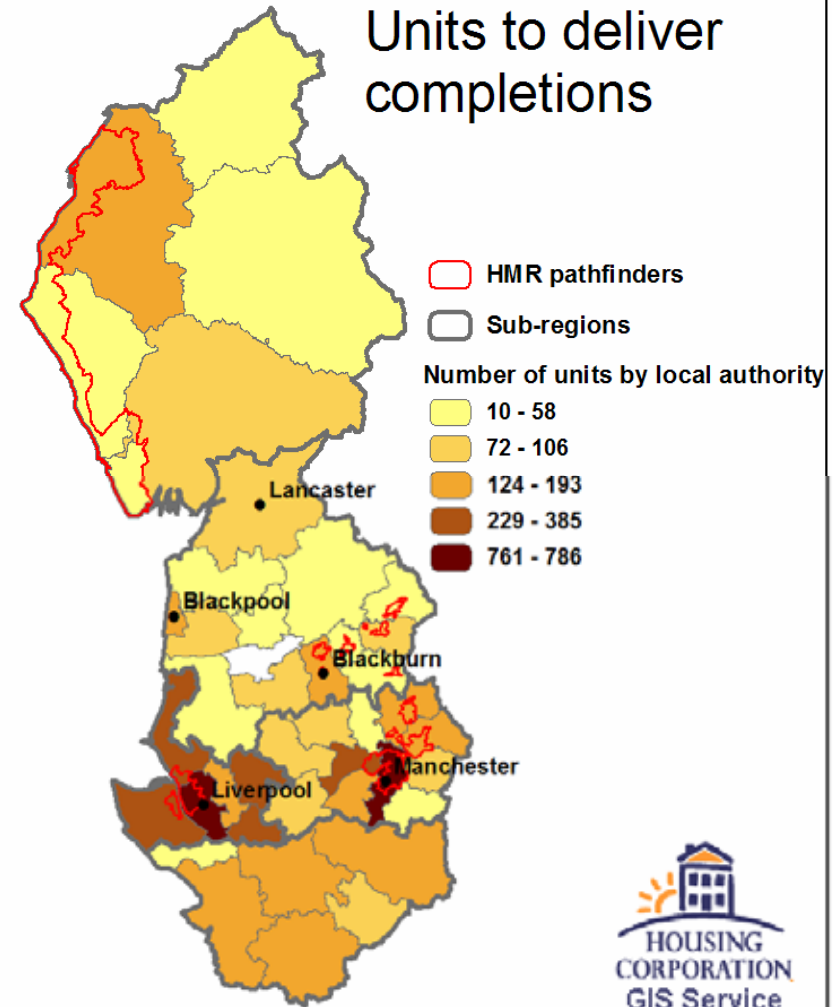 Units to deliver
completions
HMR pathfinders
Sub-regions
Number of units by local authority
10 - 58
72 - 106
124 - 193
229 - 385
761 - 786
Lancaster
Blackpool
Blackburn
Manchester
Liverpool
HOUSING
CORPORATION
GIS Service